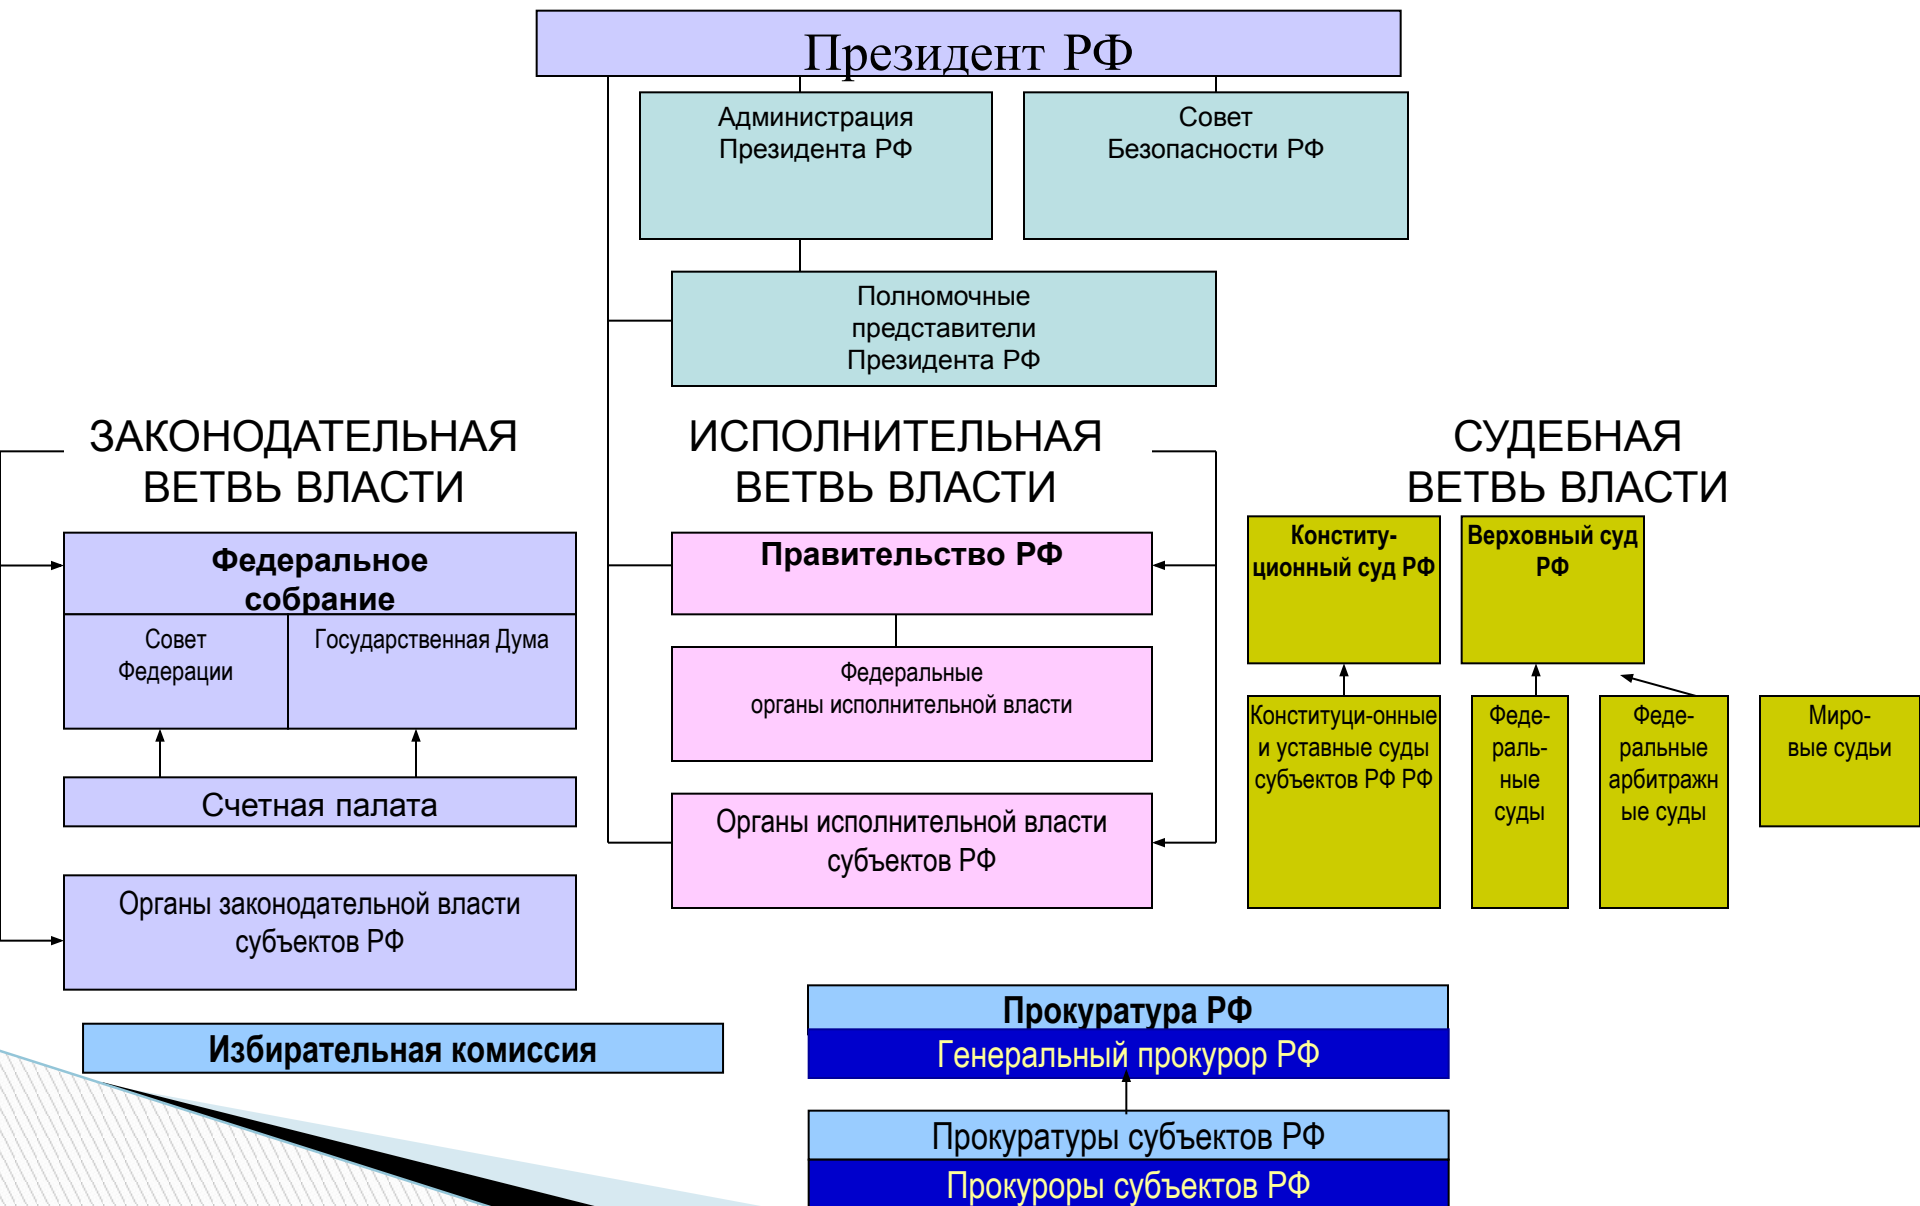 Президент РФ
Администрация
Президента РФ
Совет
Безопасности РФ
Полномочные
представители
Президента РФ
ЗАКОНОДАТЕЛЬНАЯ
ВЕТВЬ ВЛАСТИ
ИСПОЛНИТЕЛЬНАЯ
ВЕТВЬ ВЛАСТИ
СУДЕБНАЯ
ВЕТВЬ ВЛАСТИ
Федеральное
собрание
Совет
Федерации
Государственная Дума
Счетная палата
Органы законодательной власти
субъектов РФ
Правительство РФ
Федеральные
органы исполнительной власти
Органы исполнительной власти
субъектов РФ
Конститу-
ционный суд РФ
Верховный суд
РФ
Конституци-онные
и уставные суды
субъектов РФ РФ
Феде-
раль-
ные
суды
Феде-
ральные
арбитражн
ые суды
Миро-
вые судьи
Избирательная комиссия
Прокуратура РФ
Генеральный прокурор РФ
Прокуратуры субъектов РФ
Прокуроры субъектов РФ